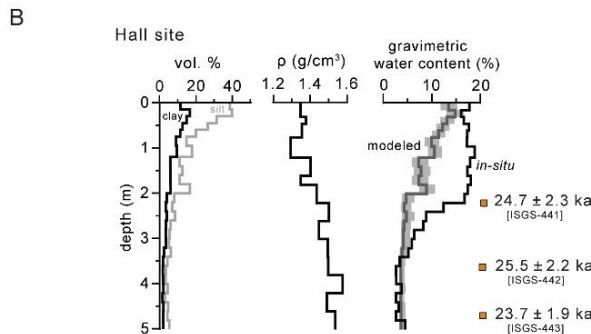 B
Hall site
vol. %
ρ (g/cm³)
gravimetric
water content (%)
0 20 40
1.2 1.4 1.6
0 10 20
0
1
2
3
4
5
depth (m)
clay
silt
modeled
in-situ
24.7 ± 2.3 ka
[ISGS-441]
25.5 ± 2.2 ka
[ISGS-442]
23.7 ± 1.9 ka
[ISGS-443]